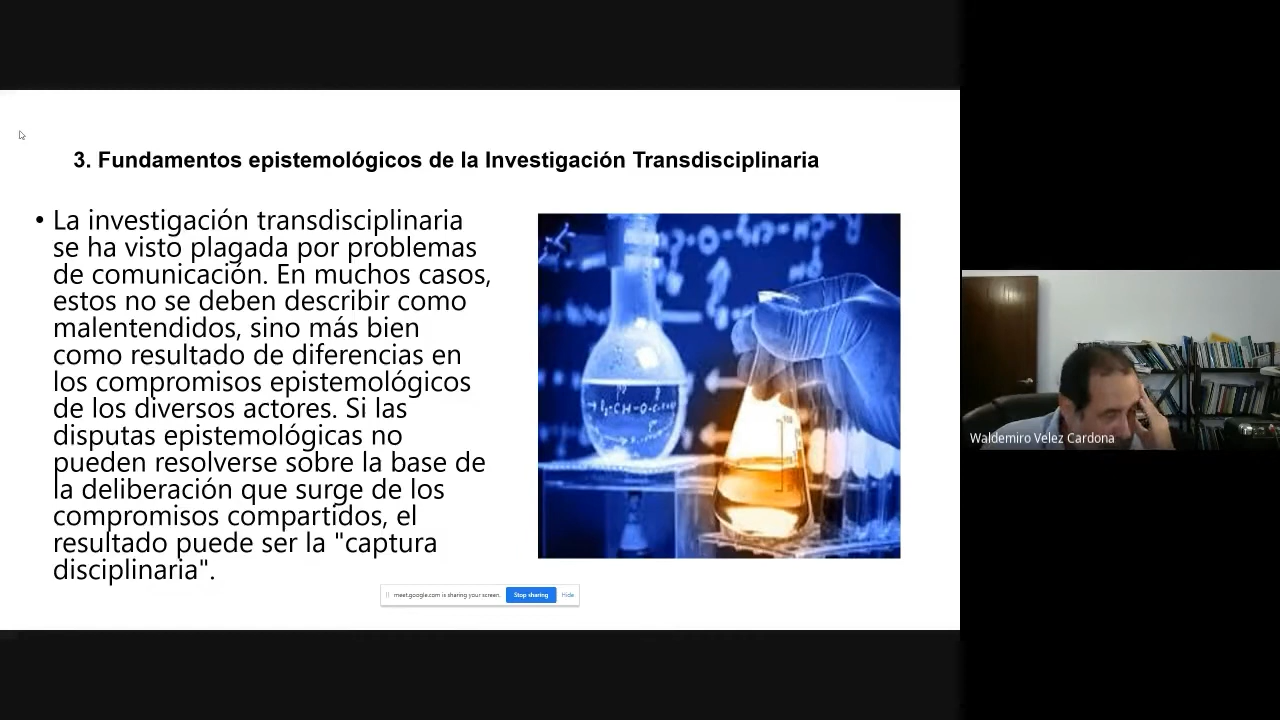 3. Fundamentos epistemológicos de la Investigación Transdisciplinaria
• La investigación transdisciplinaria
se ha visto plagada por problemas
de comunicación. En muchos casos,
estos no se deben describir como
malentendidos, sino más bien
como resultado de diferencias en
los compromisos epistemológicos
de los diversos actores. Si las
disputas epistemológicas no
pueden resolverse sobre la base de
la deliberación que surge de los
compromisos compartidos, el
resultado puede ser la "captura
disciplinaria".
meet.google.com is sharing your screen. Stop sharing Hide
Waldemiro Velez Cardona